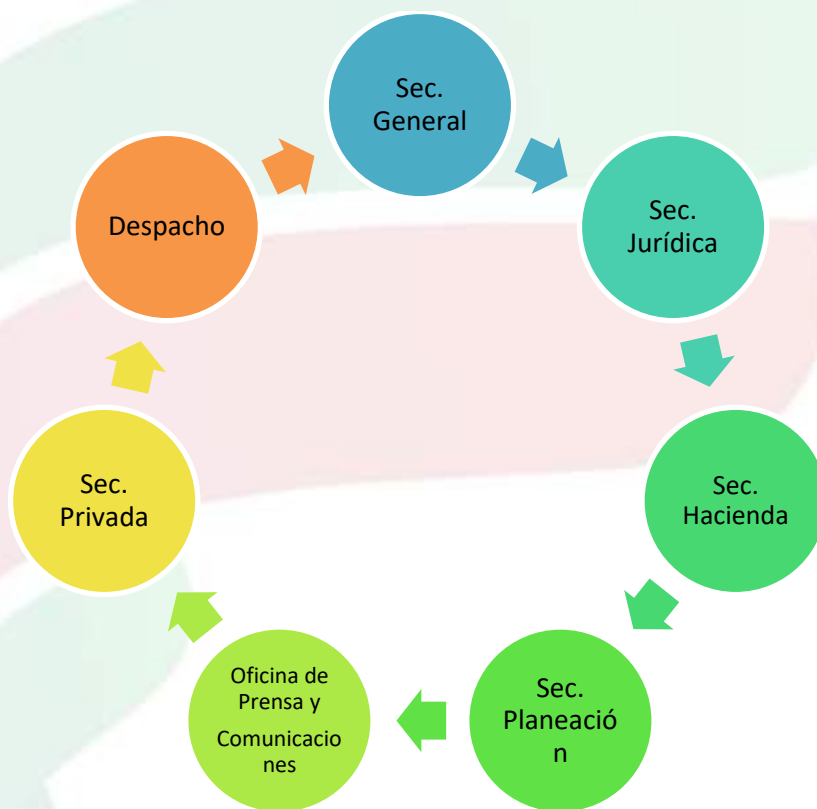 Sec.
General
Sec.
Jurídica
Sec.
Hacienda
Sec.
Planeació
n
Oficina de
Prensa y
Comunicacio
nes
Sec.
Privada
Despacho